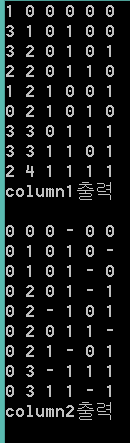 1 0 0 0 0 0
3 1 0 1 0 0
3 2 0 1 0 1
2 2 0 1 1 0
1 2 1 0 0 1
0 2 1 0 1 0
3 3 0 1 1 1
3 3 1 1 0 1
2 4 1 1 1 1
column1출력

0 0 0 - 0 0
0 1 0 1 0 -
0 1 0 1 - 0
0 2 0 1 - 1
0 2 - 1 0 1
0 2 0 1 1 -
0 2 1 - 0 1
0 3 - 1 1 1
0 3 1 1 - 1
column2출력